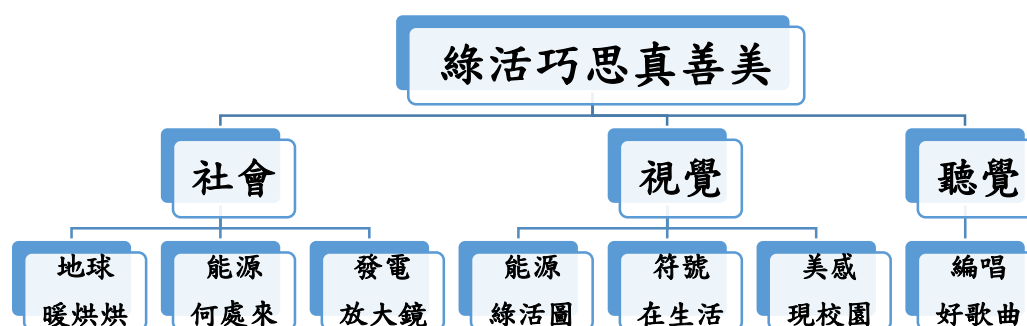 綠活巧思真善美
社會
視覺
聽覺
地球
暖烘烘
能源
何處來
發電
放大鏡
能源
綠活圖
符號
在生活
美感
現校園
編唱
好歌曲